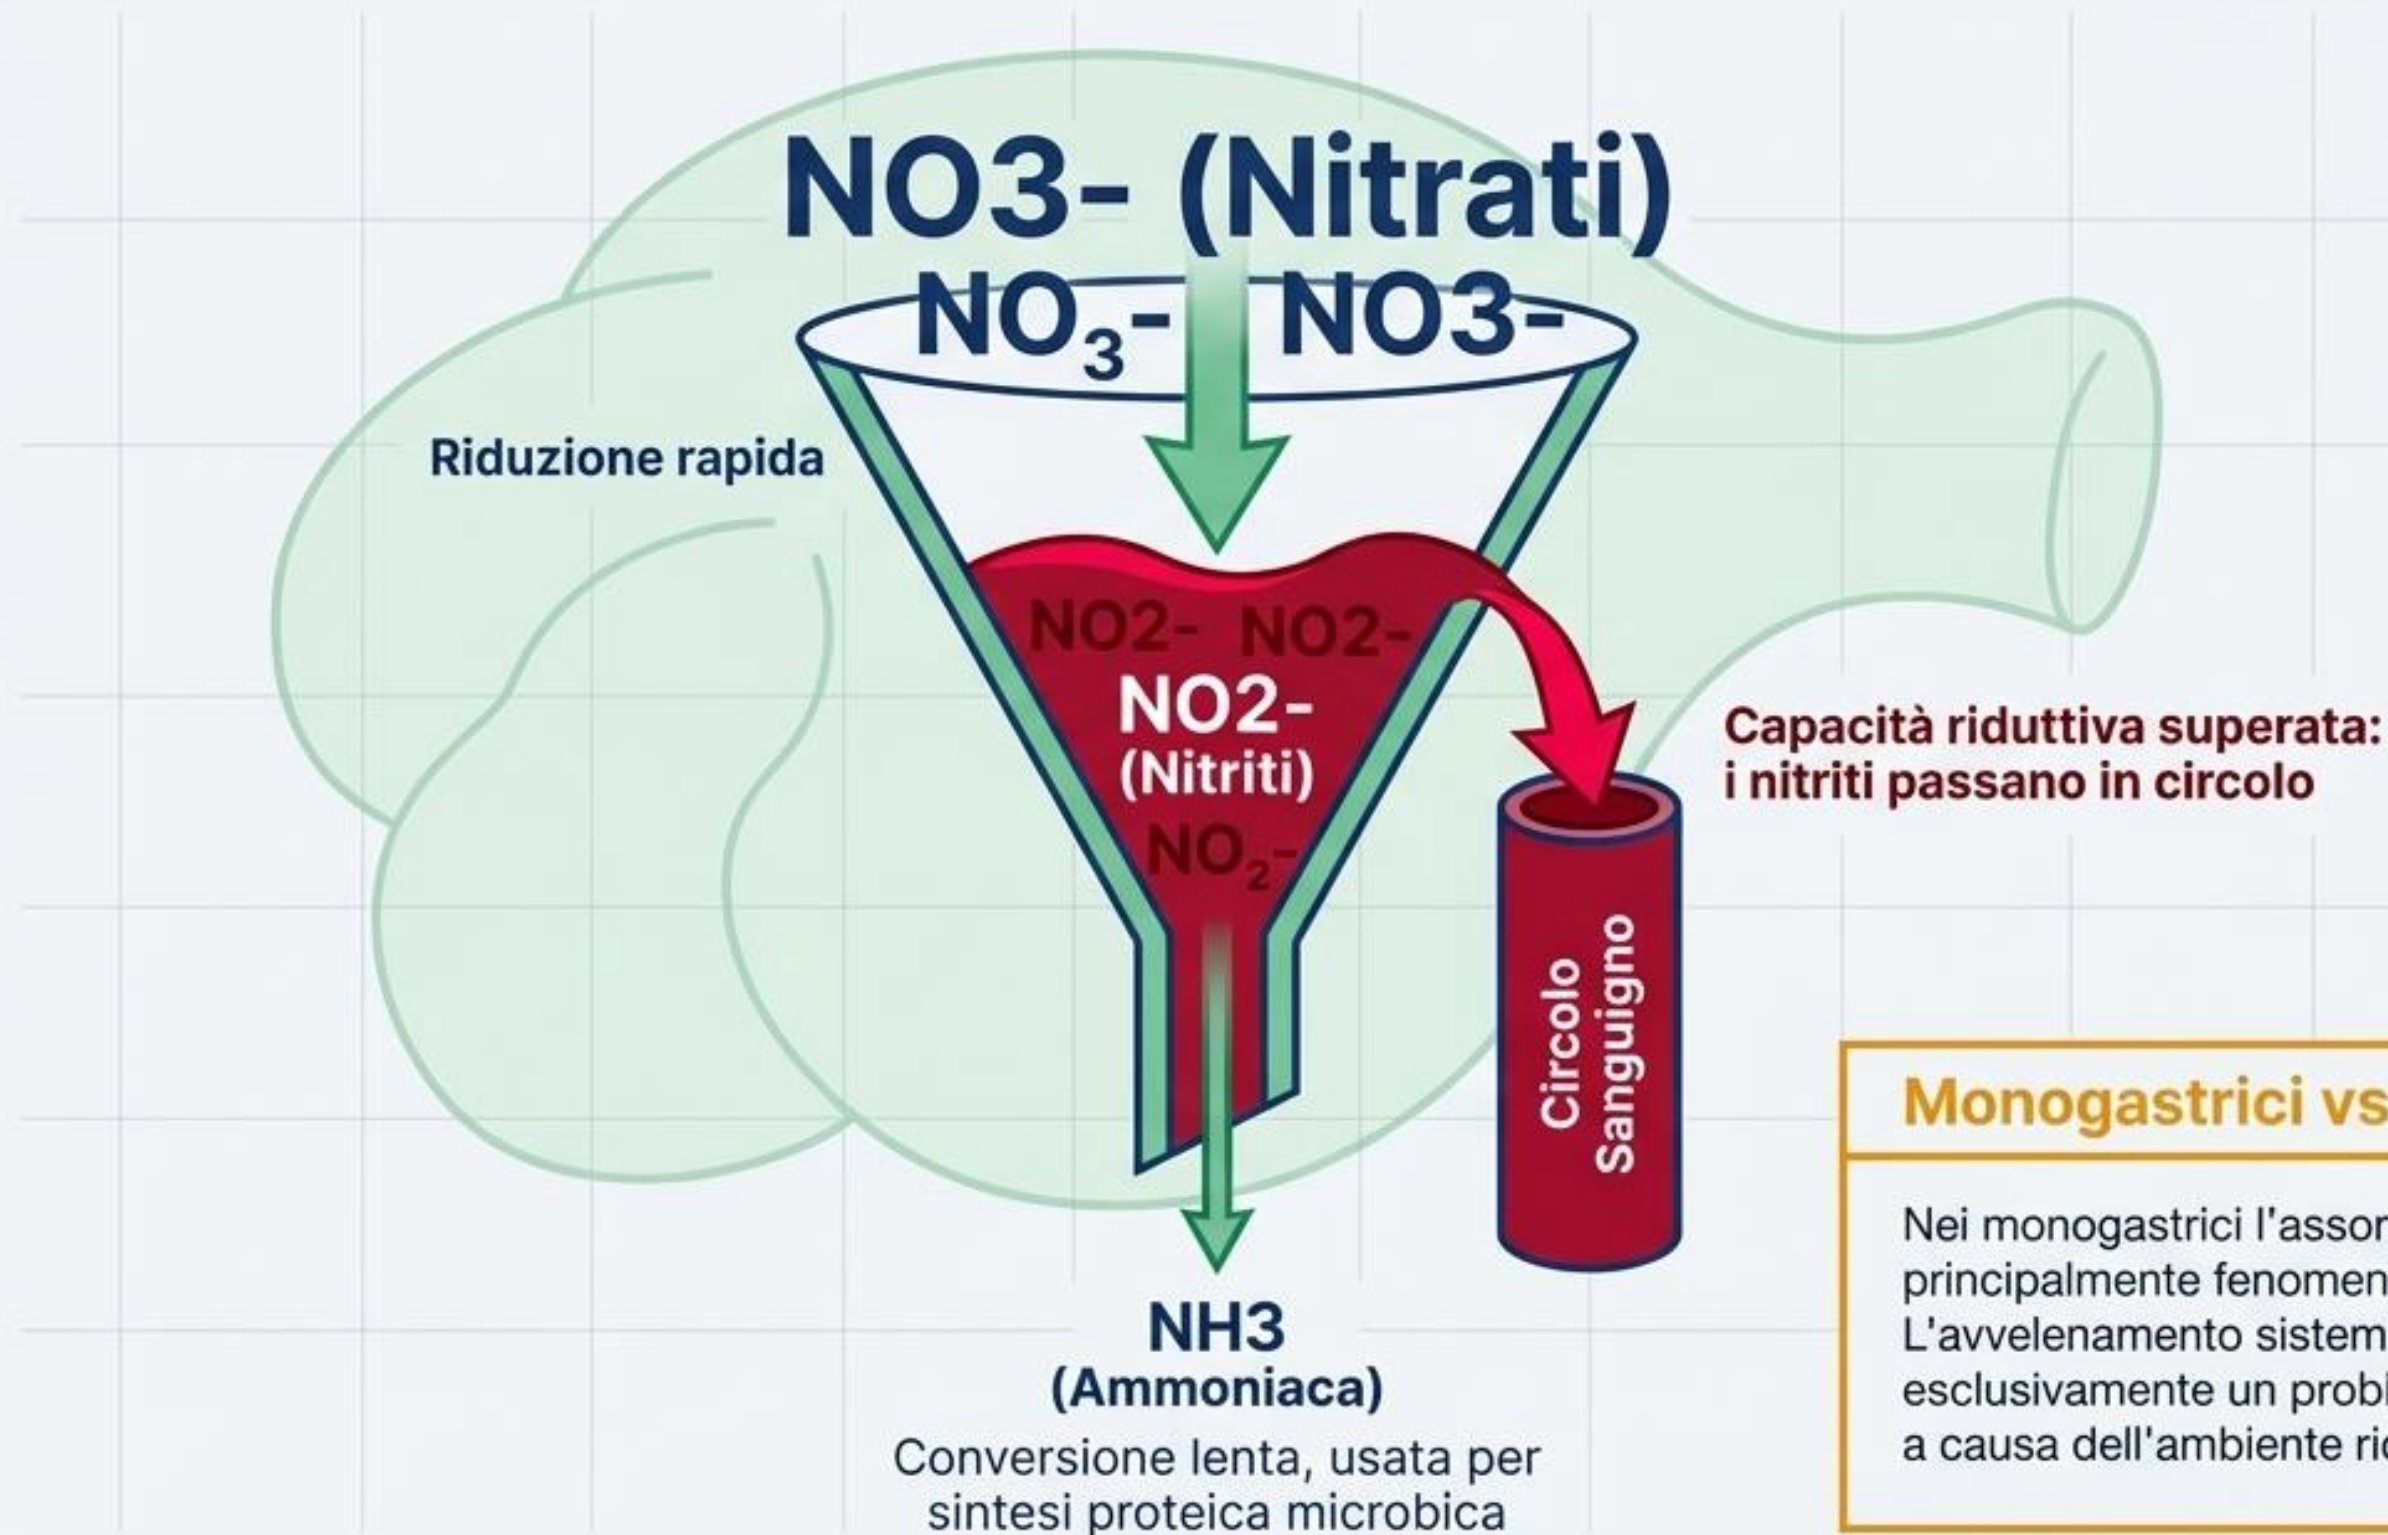 NO3- (Nitrati)
NO₃- NO3-
Riduzione rapida
NO2- NO2-
NO2-
(Nitriti)
NO₂-
Capacità riduttiva superata:
i nitriti passano in circolo
Circolo
Sanguigno
NH3
(Ammoniaca)
Conversione lenta, usata per
sintesi proteica microbica
Monogastrici vs
Nei monogastrici l'assor
principalmente fenomen
L'avvelenamento sistem
esclusivamente un probl
a causa dell'ambiente ri